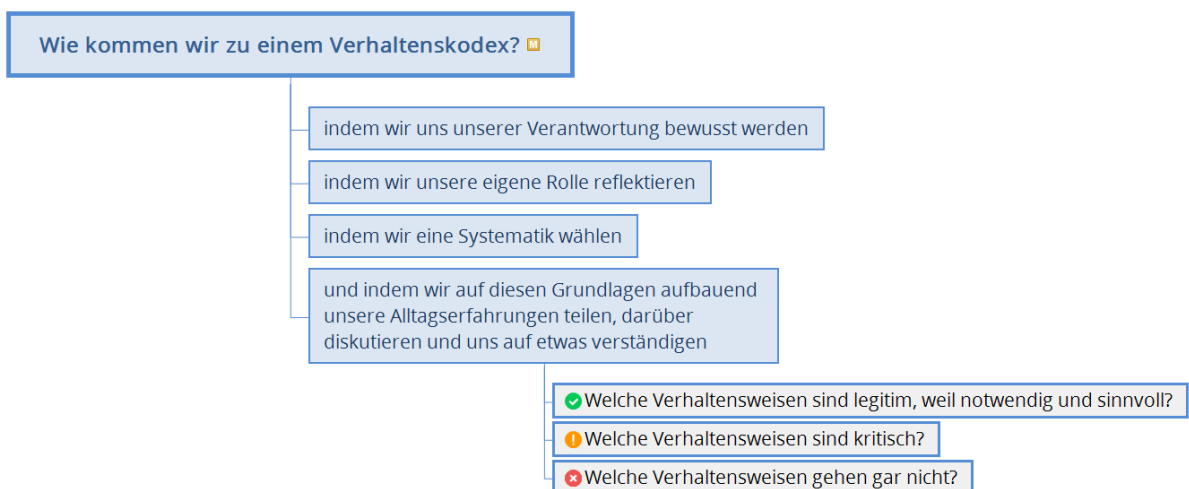 Wie kommen wir zu einem Verhaltenskodex? M
indem wir uns unserer Verantwortung bewusst werden
indem wir unsere eigene Rolle reflektieren
indem wir eine Systematik wählen
und indem wir auf diesen Grundlagen aufbauend
unsere Alltagserfahrungen teilen, darüber
diskutieren und uns auf etwas verständigen
Welche Verhaltensweisen sind legitim, weil notwendig und sinnvoll?
Welche Verhaltensweisen sind kritisch?
Welche Verhaltensweisen gehen gar nicht?